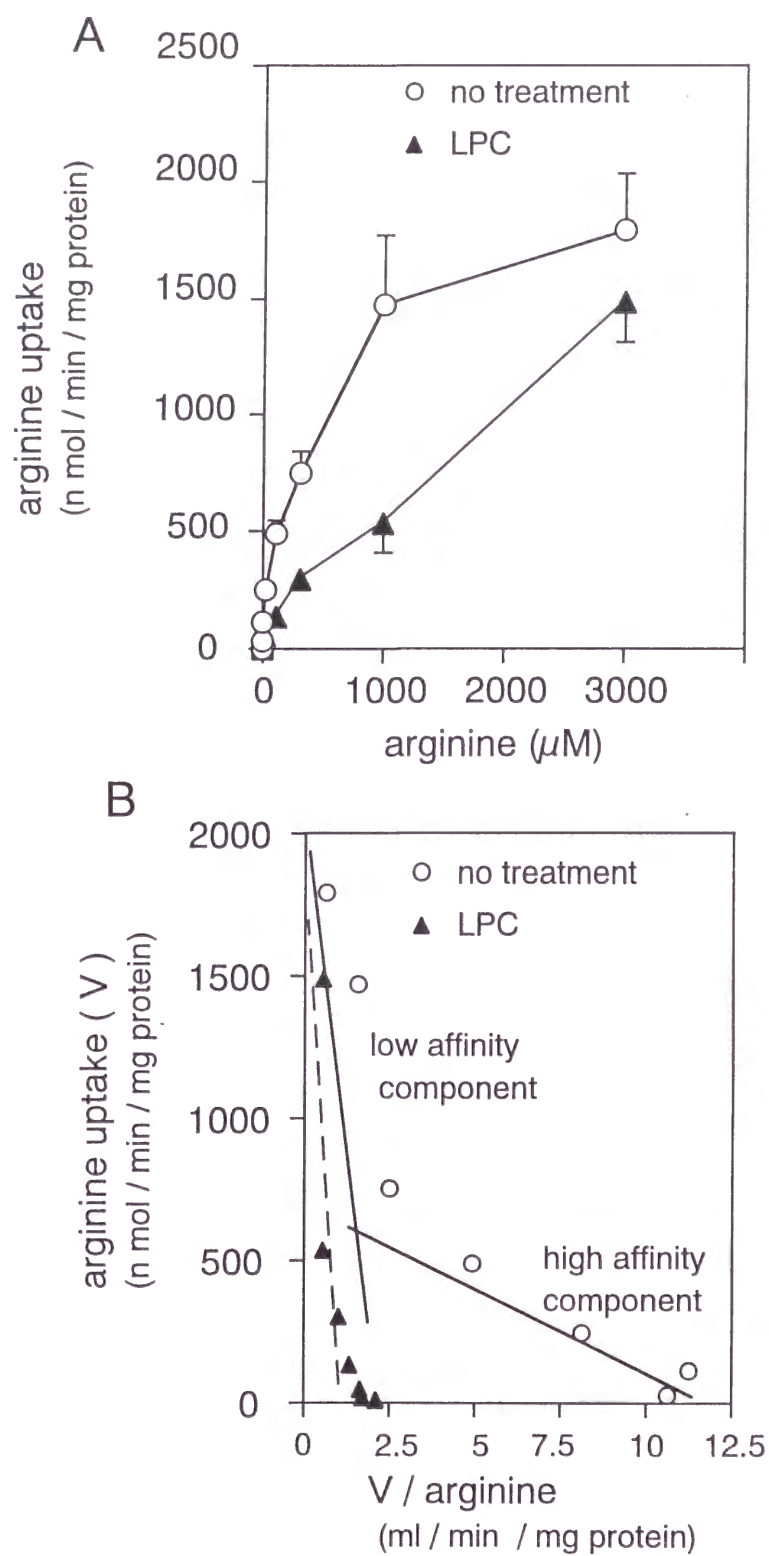 A
2500
2000
1500
1000
500
0
0 1000 2000 3000
arginine uptake
(n mol / min / mg protein)
no treatment
LPC
arginine (μM)
B
2000
1500
1000
500
0
0 2.5 5 7.5 10 12.5
arginine uptake ( V )
(n mol / min / mg protein)
no treatment
LPC
low affinity
component
high affinity
component
V / arginine
(ml / min / mg protein)